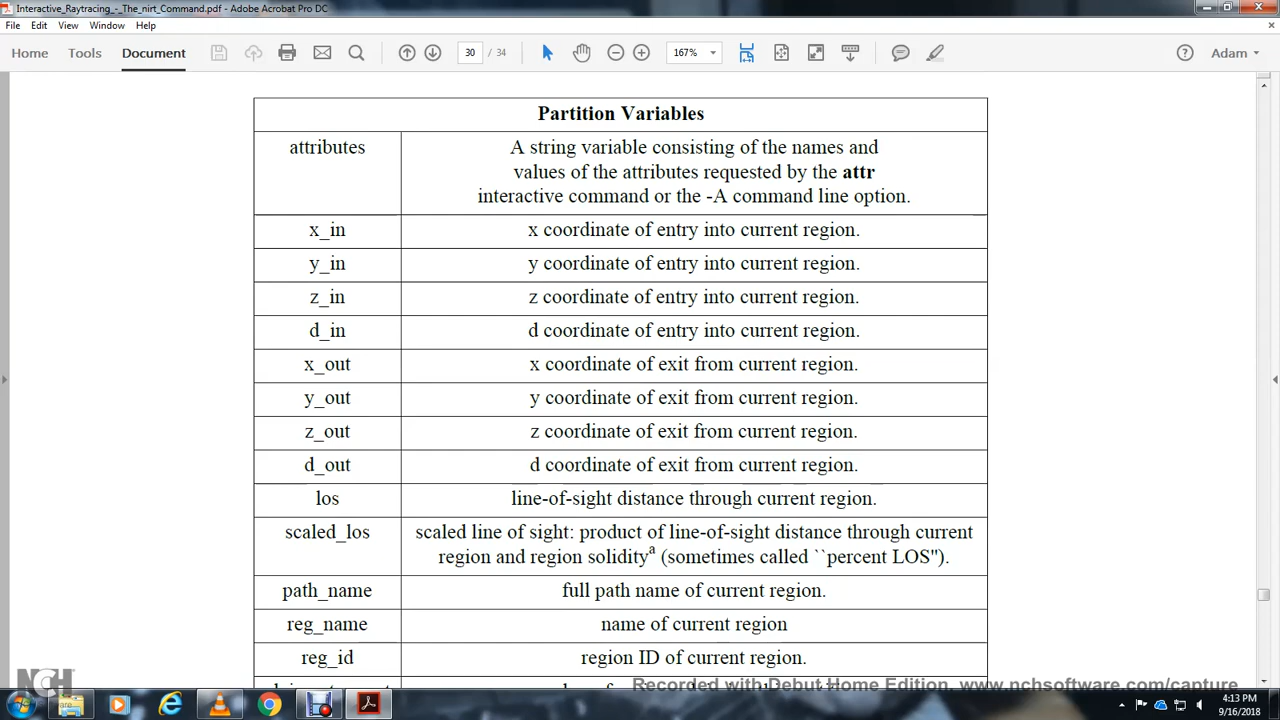 Interactive_Raytracing_-_The_nirt_Command.pdf - Adobe Acrobat Pro DC
File Edit View Window Help
Home Tools Document 30 / 34 167% Adam
Partition Variables
attributes A string variable consisting of the names and
values of the attributes requested by the attr
interactive command or the -A command line option.
x_in x coordinate of entry into current region.
y_in y coordinate of entry into current region.
z_in z coordinate of entry into current region.
d_in d coordinate of entry into current region.
x_out x coordinate of exit from current region.
y_out y coordinate of exit from current region.
z_out z coordinate of exit from current region.
d_out d coordinate of exit from current region.
los line-of-sight distance through current region.
scaled_los scaled line of sight: product of line-of-sight distance through current
region and region solidity^a (sometimes called ``percent LOS").
path_name full path name of current region.
reg_name name of current region
reg_id region ID of current region.
NCH
Recorded with Debut Home Edition. www.nchsoftware.com/capture
4:13 PM
9/16/2018